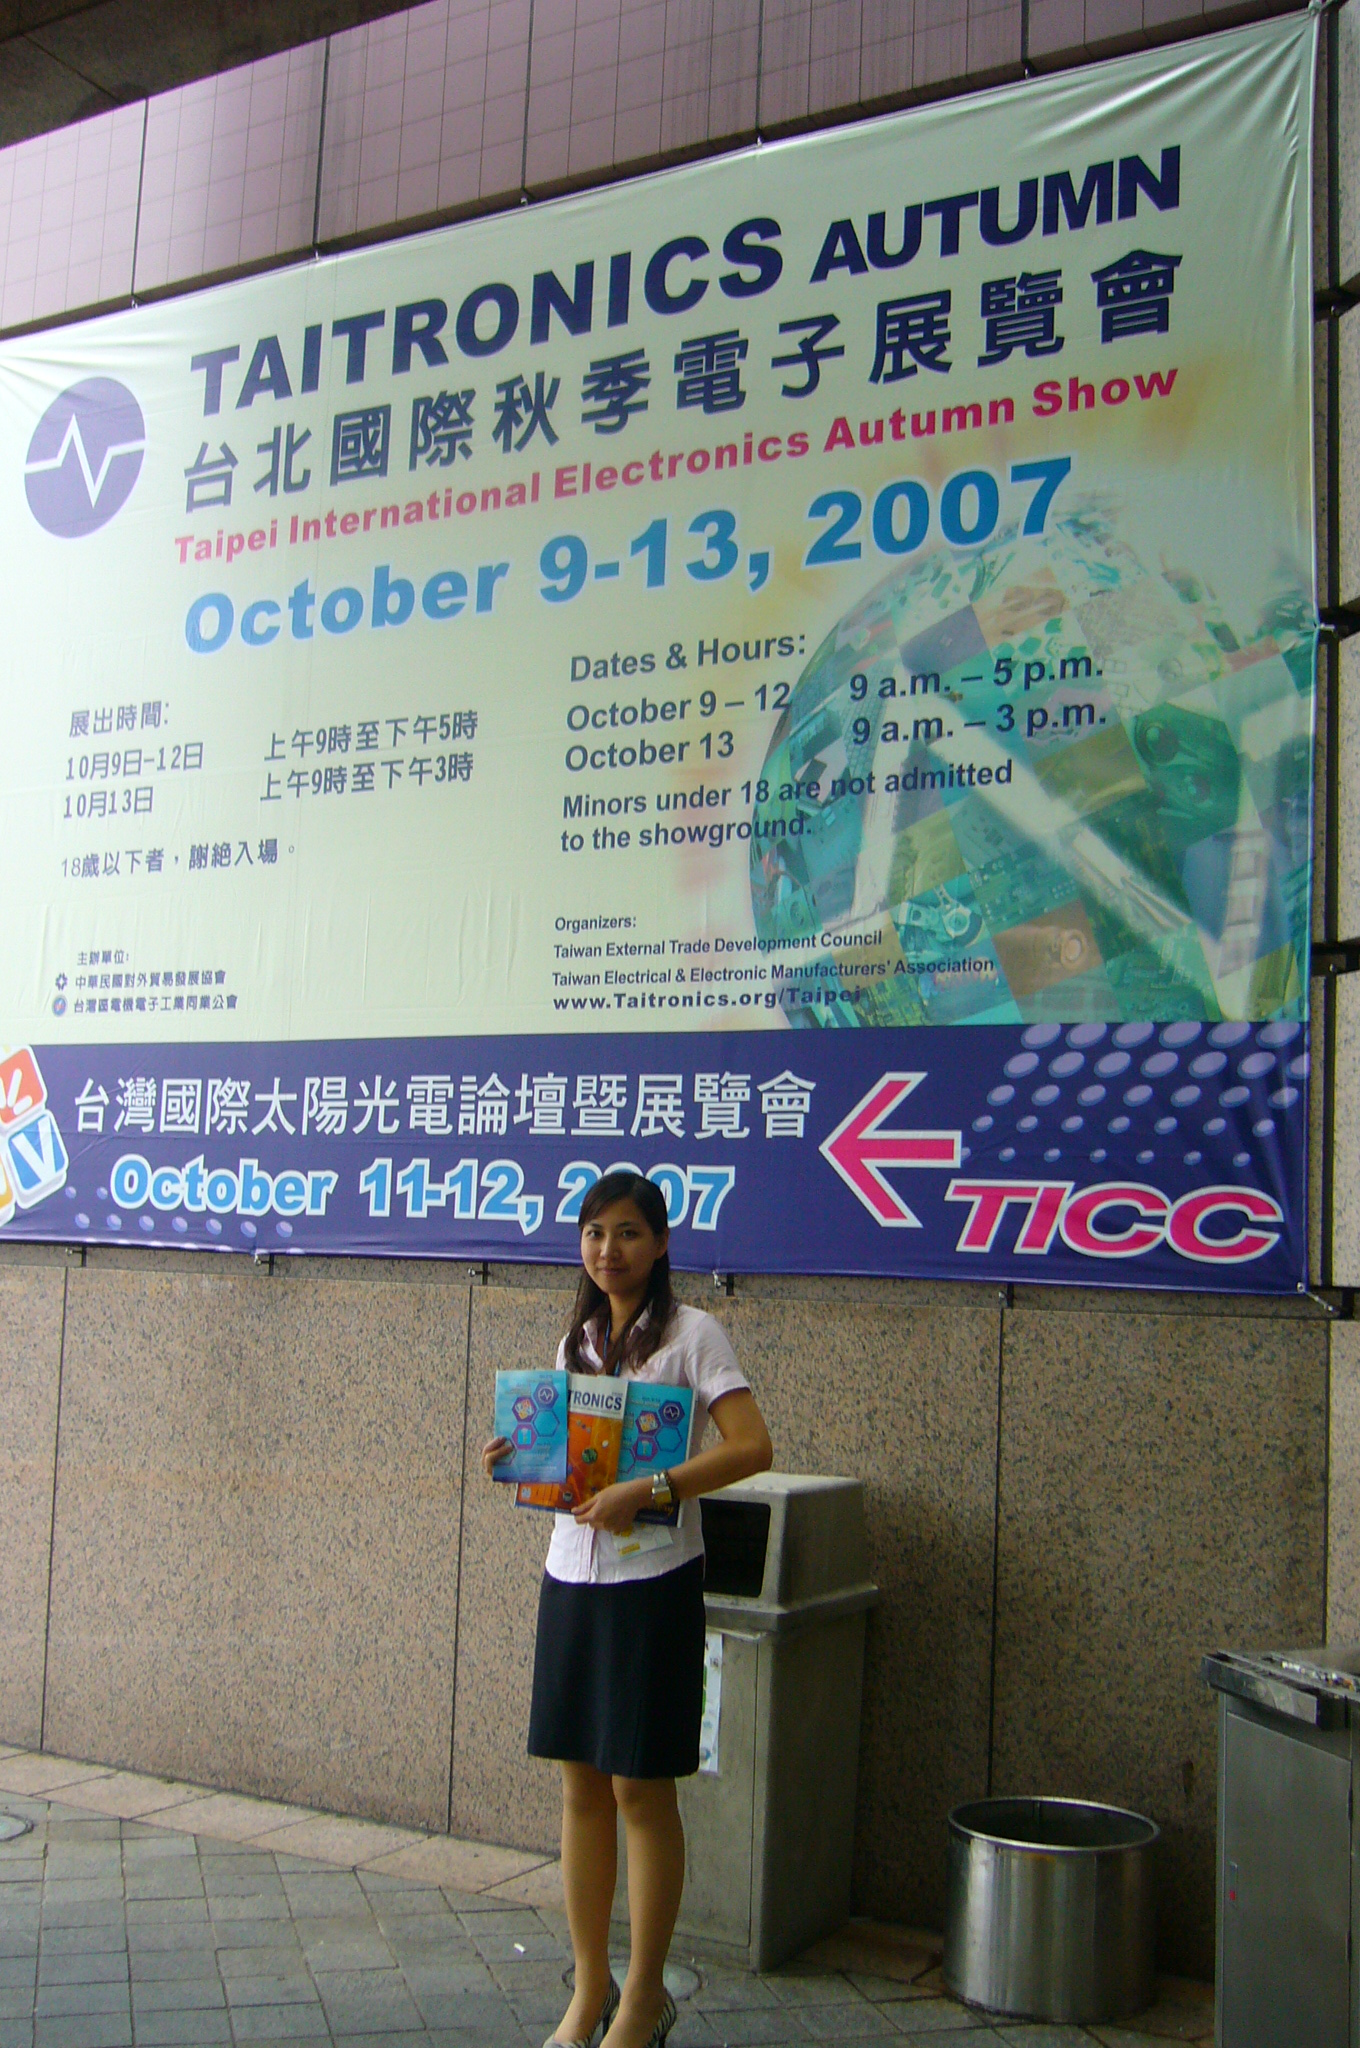 TAITRONICS AUTUMN
台北國際秋季電子展覽會
Taipei International Electronics Autumn Show
October 9-13, 2007
展出時間:
10月9日-12日 上午9時至下午5時
10月13日 上午9時至下午3時
18歲以下者，謝絕入場。
Dates & Hours:
October 9 – 12 9 a.m. – 5 p.m.
October 13 9 a.m. – 3 p.m.
Minors under 18 are not admitted
to the showground.
主辦單位:
中華民國對外貿易發展協會
台灣區電機電子工業同業公會
Organizers:
Taiwan External Trade Development Council
Taiwan Electrical & Electronic Manufacturers' Association
www.Taitronics.org/Taipei
台灣國際太陽光電論壇暨展覽會
October 11-12, 2007
TICC
TRONICS